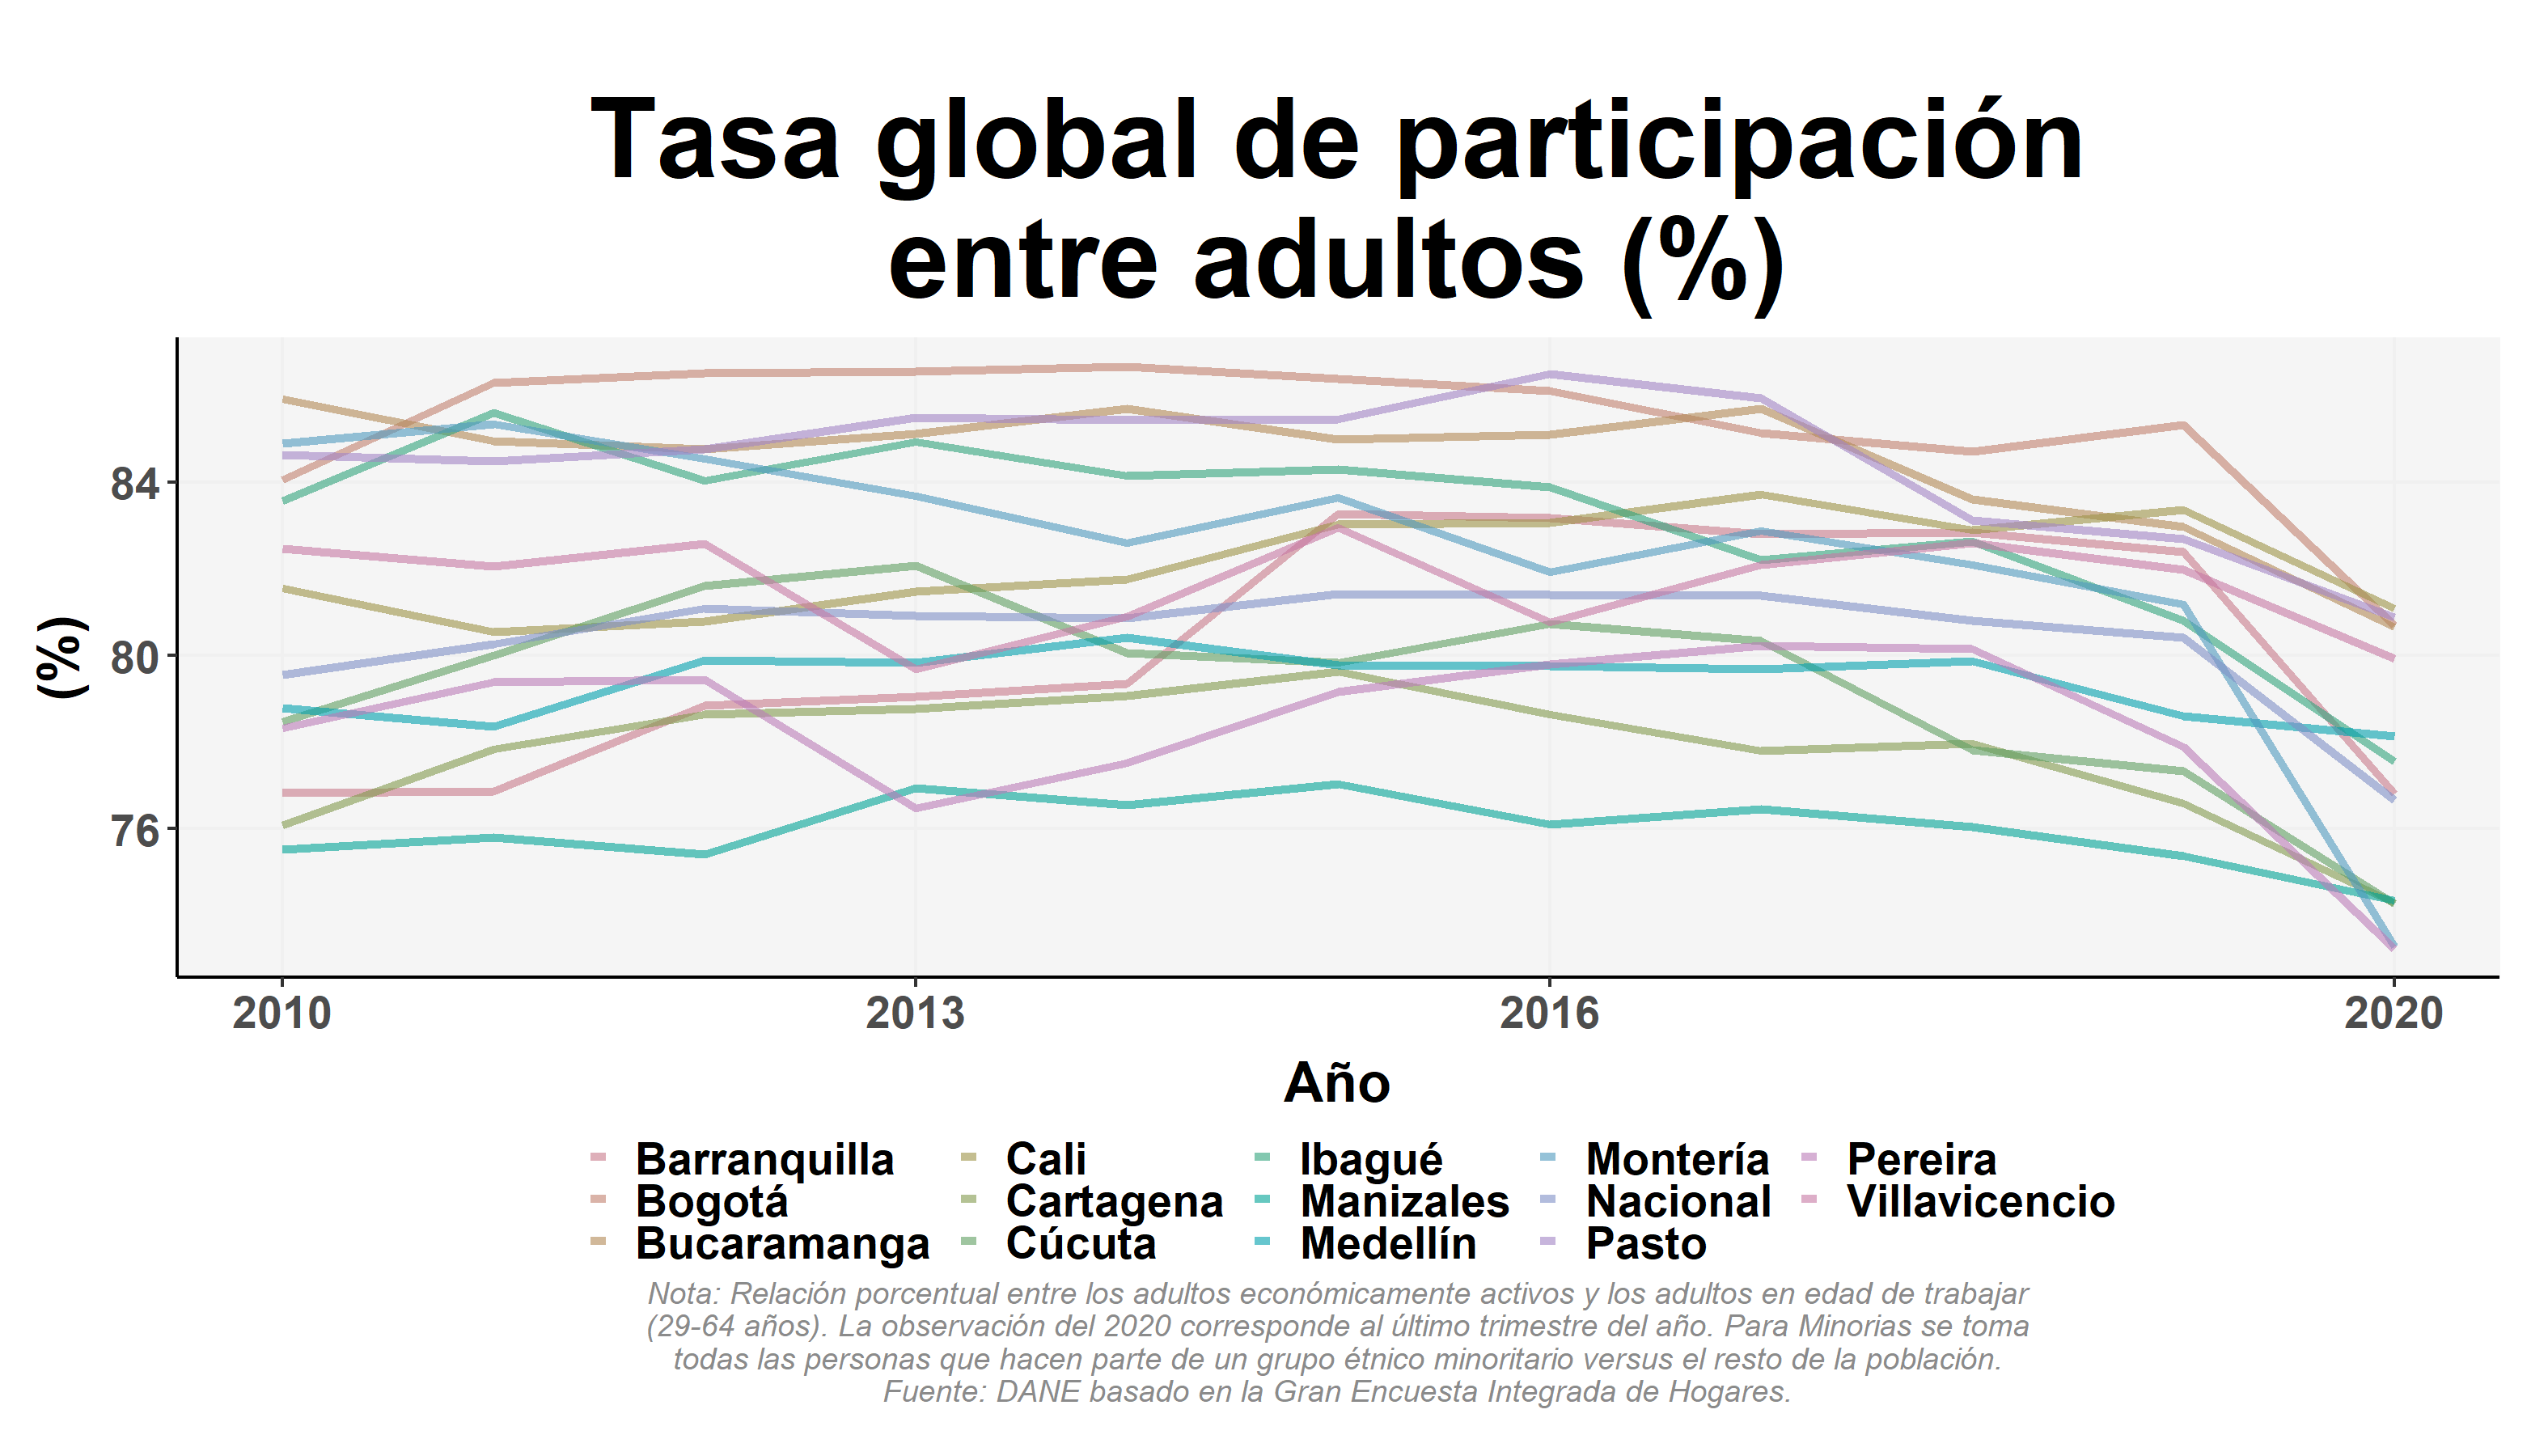 Tasa global de participación
entre adultos (%)
(%)
84
80
76
2010 2013 2016 2020
Año
Barranquilla Cali Ibagué Montería Pereira
Bogotá Cartagena Manizales Nacional Villavicencio
Bucaramanga Cúcuta Medellín Pasto
Nota: Relación porcentual entre los adultos económicamente activos y los adultos en edad de trabajar
(29-64 años). La observación del 2020 corresponde al último trimestre del año. Para Minorias se toma
todas las personas que hacen parte de un grupo étnico minoritario versus el resto de la población.
Fuente: DANE basado en la Gran Encuesta Integrada de Hogares.